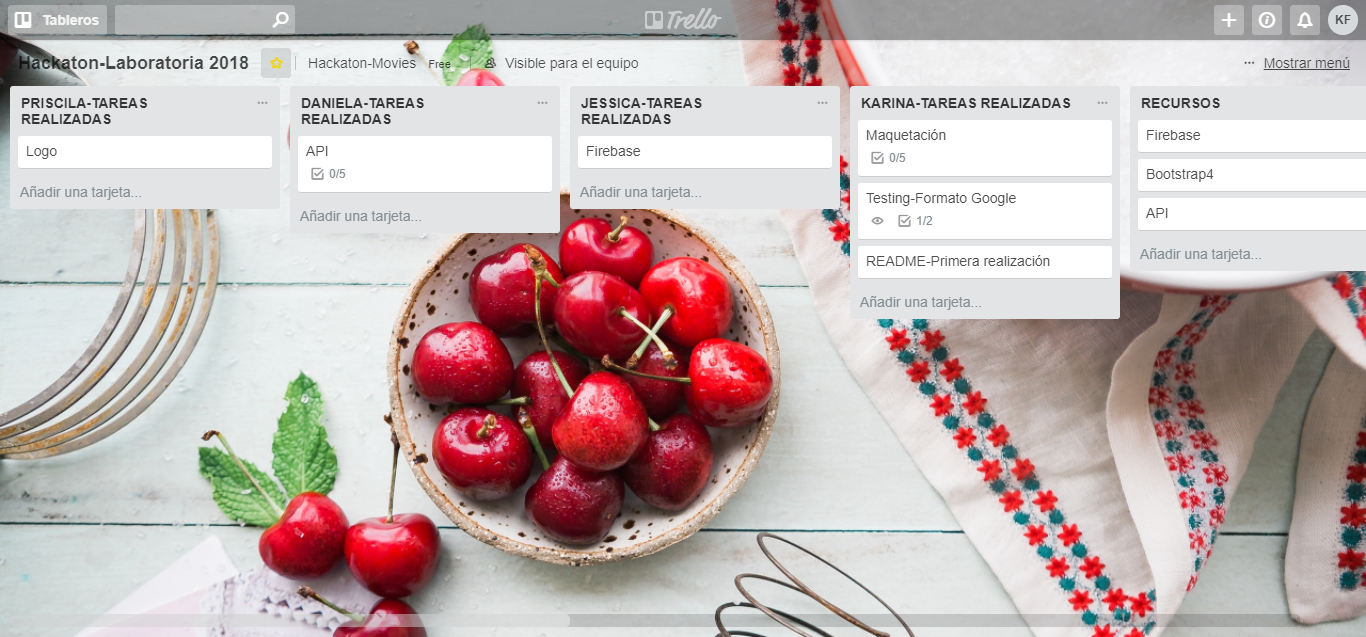 Tableros
Trello
KF
Hackaton-Laboratoria 2018
Hackaton-Movies Free
Visible para el equipo
Mostrar menú
PRISCILA-TAREAS
REALIZADAS
Logo
Añadir una tarjeta...
DANIELA-TAREAS
REALIZADAS
API
0/5
Añadir una tarjeta...
JESSICA-TAREAS
REALIZADAS
Firebase
Añadir una tarjeta...
KARINA-TAREAS REALIZADAS
Maquetación
0/5
Testing-Formato Google
1/2
README-Primera realización
Añadir una tarjeta...
RECURSOS
Firebase
Bootstrap4
API
Añadir una tarjeta...